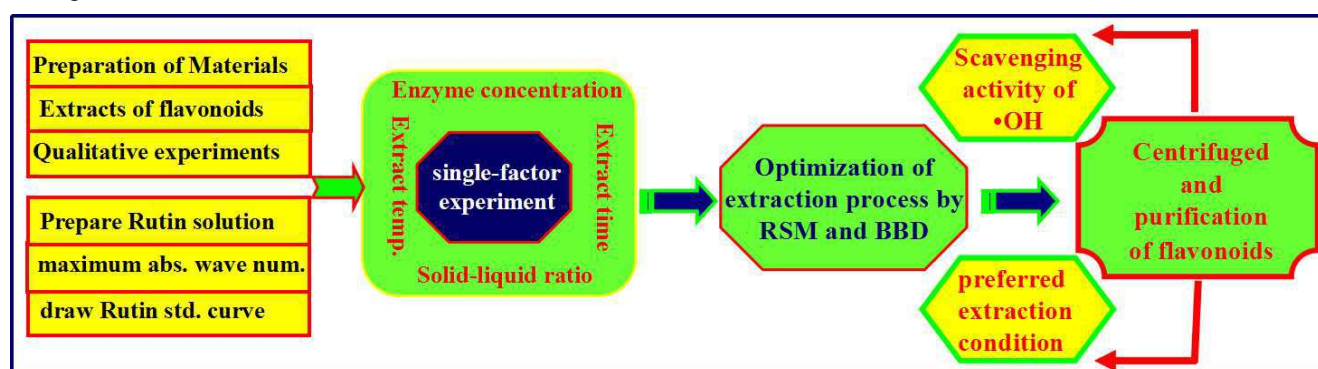 Preparation of Materials
Extracts of flavonoids
Qualitative experiments
Prepare Rutin solution
maximum abs. wave num.
draw Rutin std. curve
Enzyme concentration
Extract temp.
single-factor
experiment
Extract time
Solid-liquid ratio
Optimization of
extraction process by
RSM and BBD
Scavenging
activity of
•OH
preferred
extraction
condition
Centrifuged
and
purification
of flavonoids